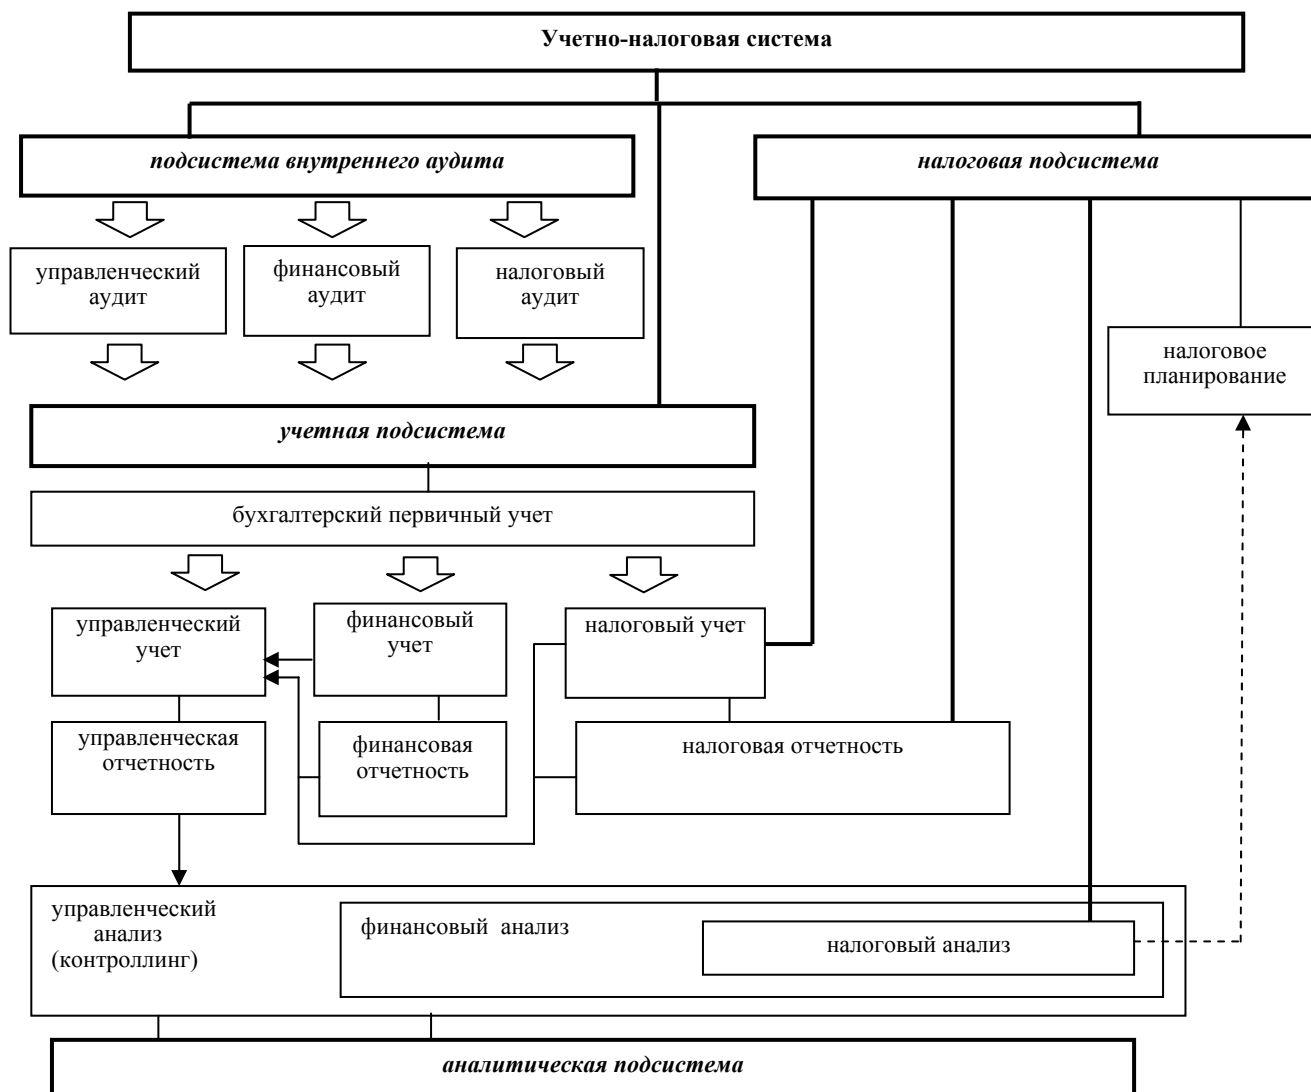 Учетно-налоговая система
подсистема внутреннего аудита
налоговая подсистема
управленческий
аудит
финансовый
аудит
налоговый
аудит
налоговое
планирование
учетная подсистема
бухгалтерский первичный учет
управленческий
учет
финансовый
учет
налоговый учет
управленческая
отчетность
финансовая
отчетность
налоговая отчетность
управленческий
анализ
(контроллинг)
финансовый анализ
налоговый анализ
аналитическая подсистема